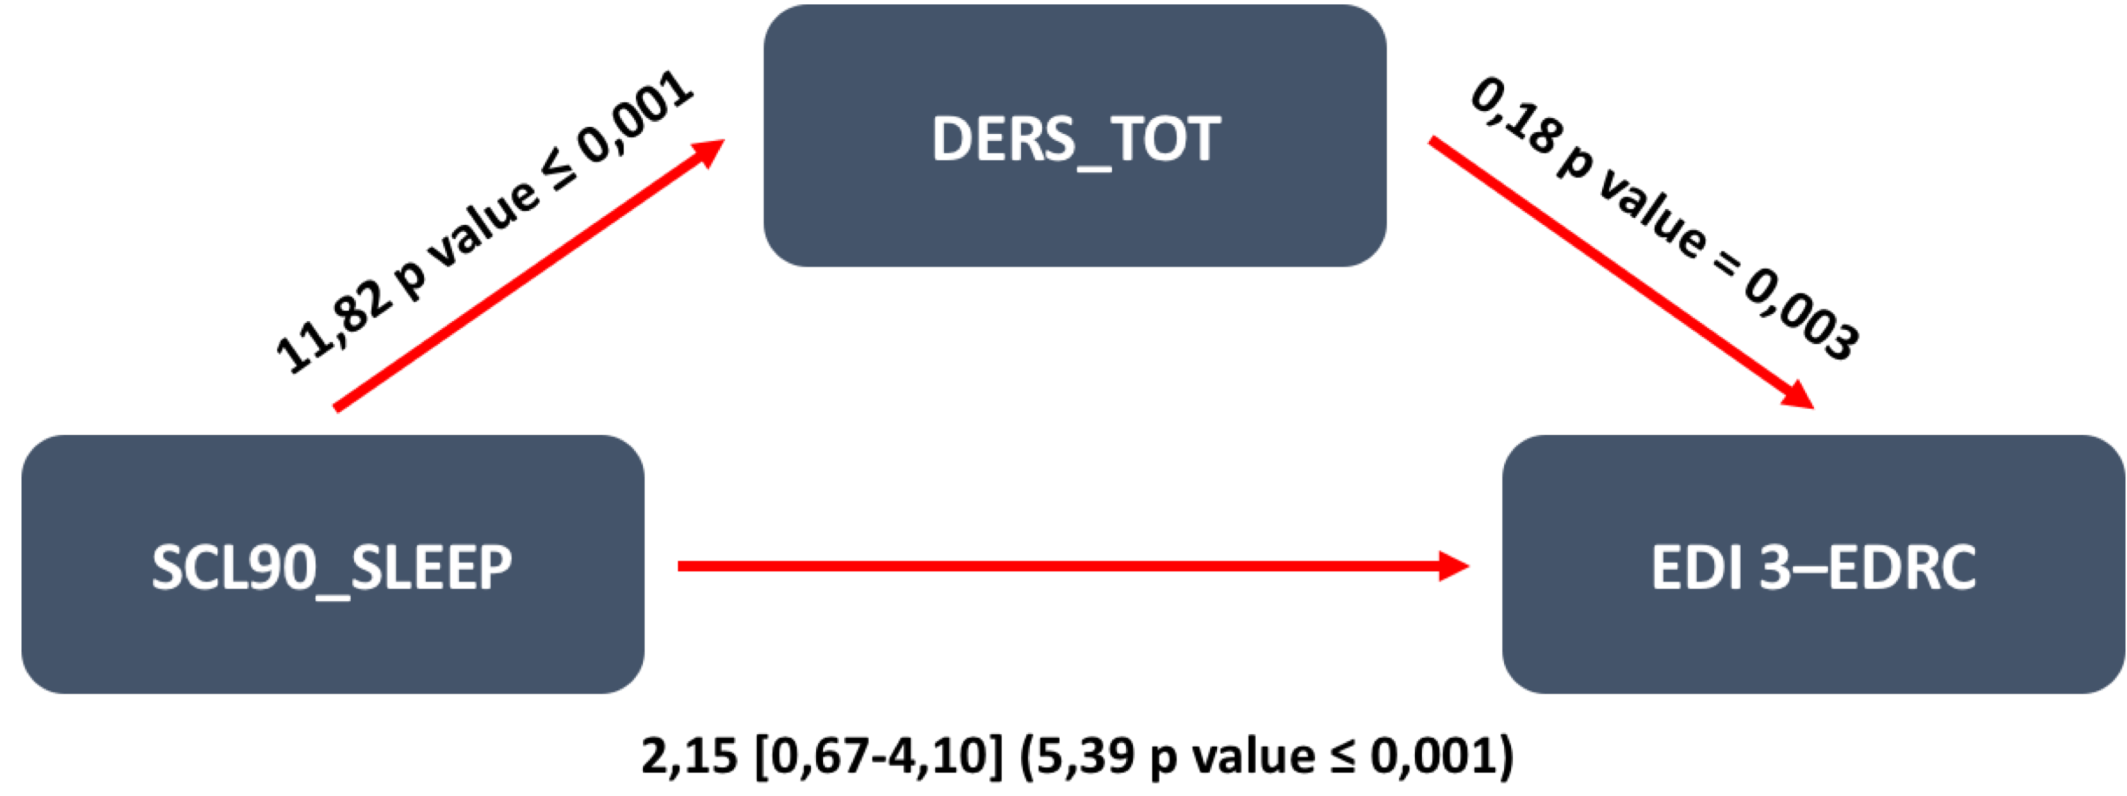 DERS_TOT
11,82 p value ≤ 0,001
0,18 p value = 0,003
SCL90_SLEEP
EDI 3–EDRC
2,15 [0,67-4,10] (5,39 p value ≤ 0,001)